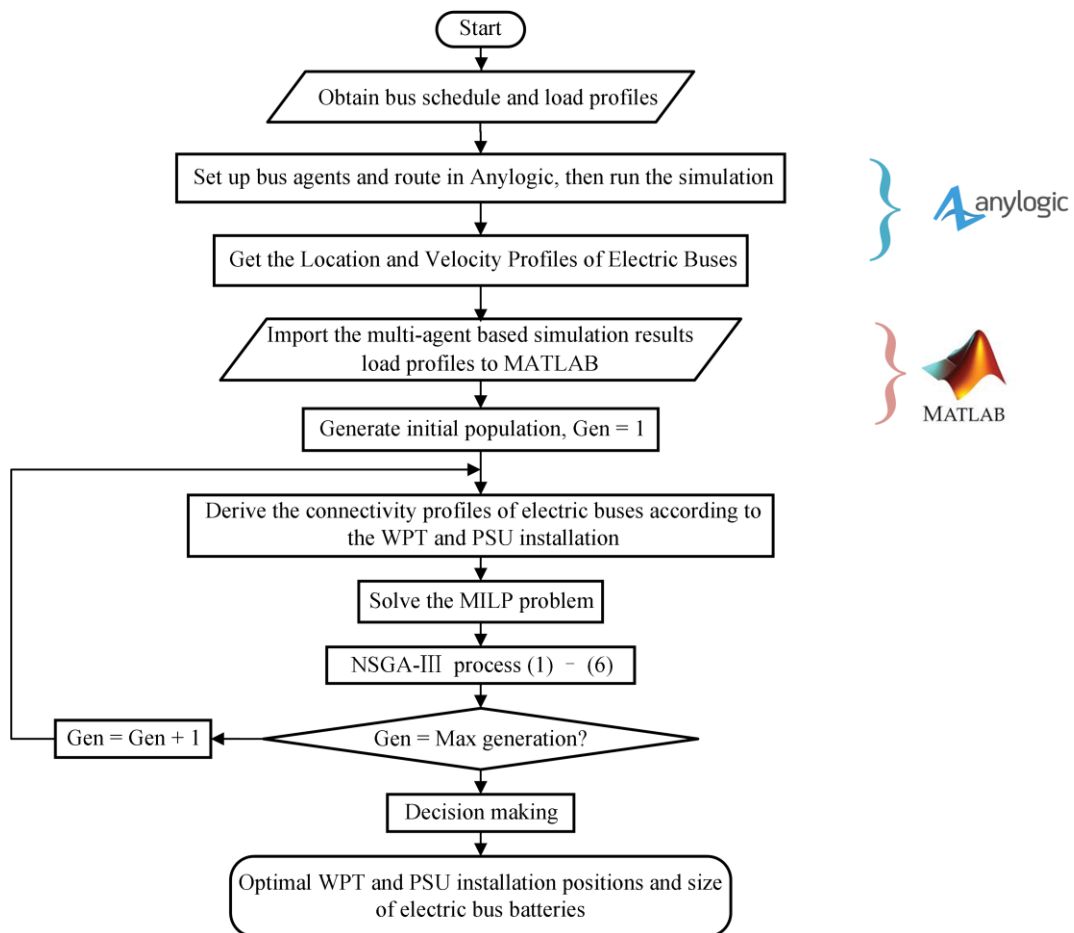 Start
Obtain bus schedule and load profiles
Set up bus agents and route in Anylogic, then run the simulation
anylogic
Get the Location and Velocity Profiles of Electric Buses
Import the multi-agent based simulation results
load profiles to MATLAB
MATLAB
Generate initial population, Gen = 1
Derive the connectivity profiles of electric buses according to
the WPT and PSU installation
Solve the MILP problem
NSGA-III process (1) - (6)
Gen = Max generation?
Gen = Gen + 1
Decision making
Optimal WPT and PSU installation positions and size
of electric bus batteries